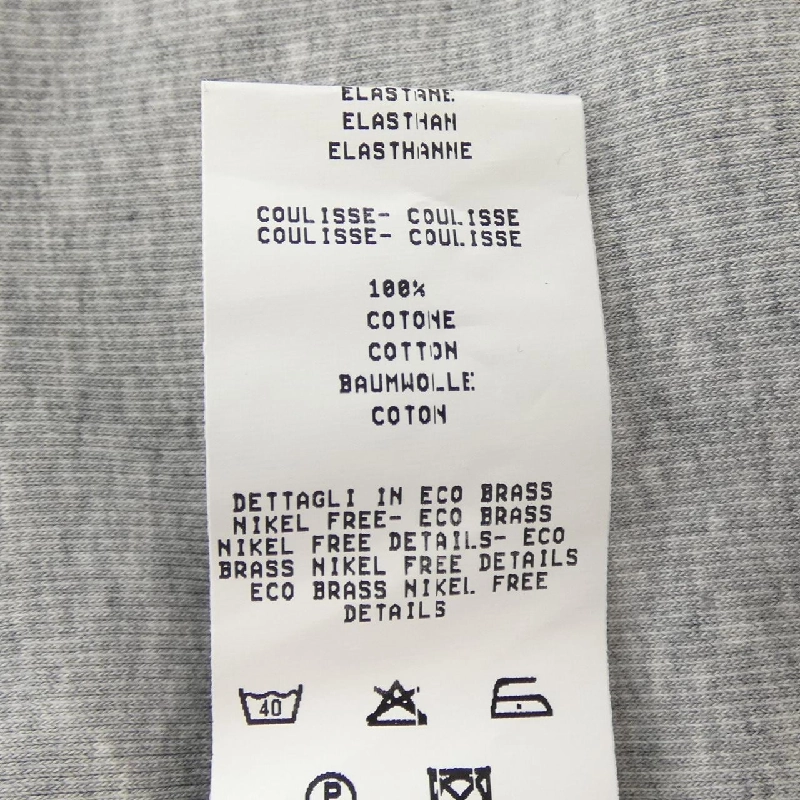 ELASTANE
ELASTHAN
ELASTHANNE
COULISSE- COULISSE
COULISSE- COULISSE
100%
COTONE
COTTON
BAUMWOLLE
COTON
DETTAGLI IN ECO BRASS
NIKEL FREE- ECO BRASS
NIKEL FREE DETAILS- ECO
BRASS NIKEL FREE DETAILS
ECO BRASS NIKEL FREE
DETAILS
40
P